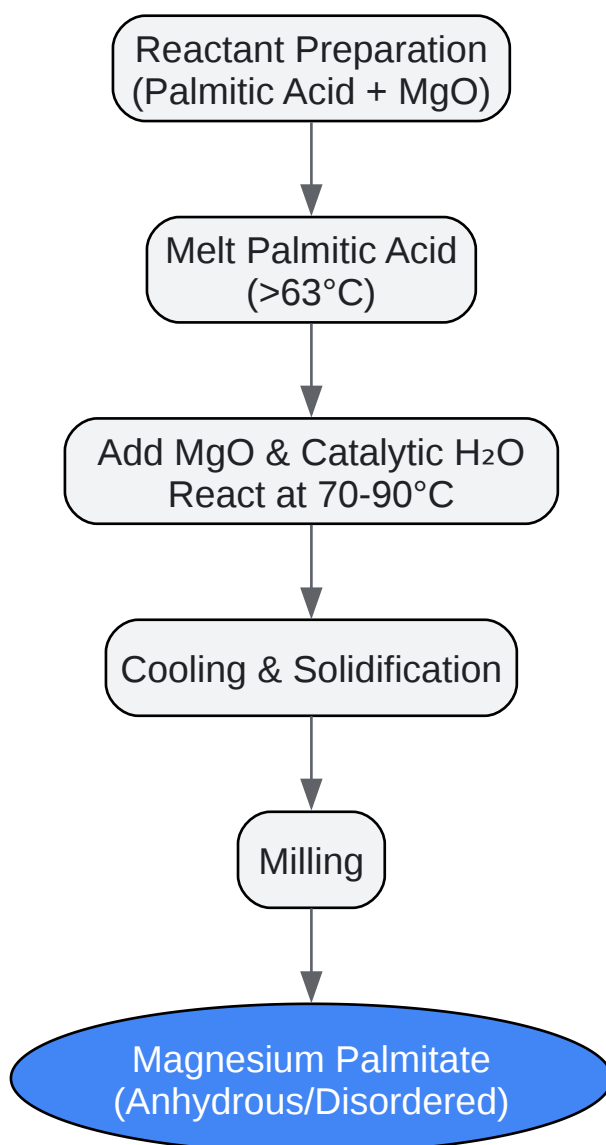 Reactant Preparation
(Palmitic Acid + MgO)
Melt Palmitic Acid
(>63°C)
Add MgO & Catalytic H₂O
React at 70-90°C
Cooling & Solidification
Milling
Magnesium Palmitate
(Anhydrous/Disordered)